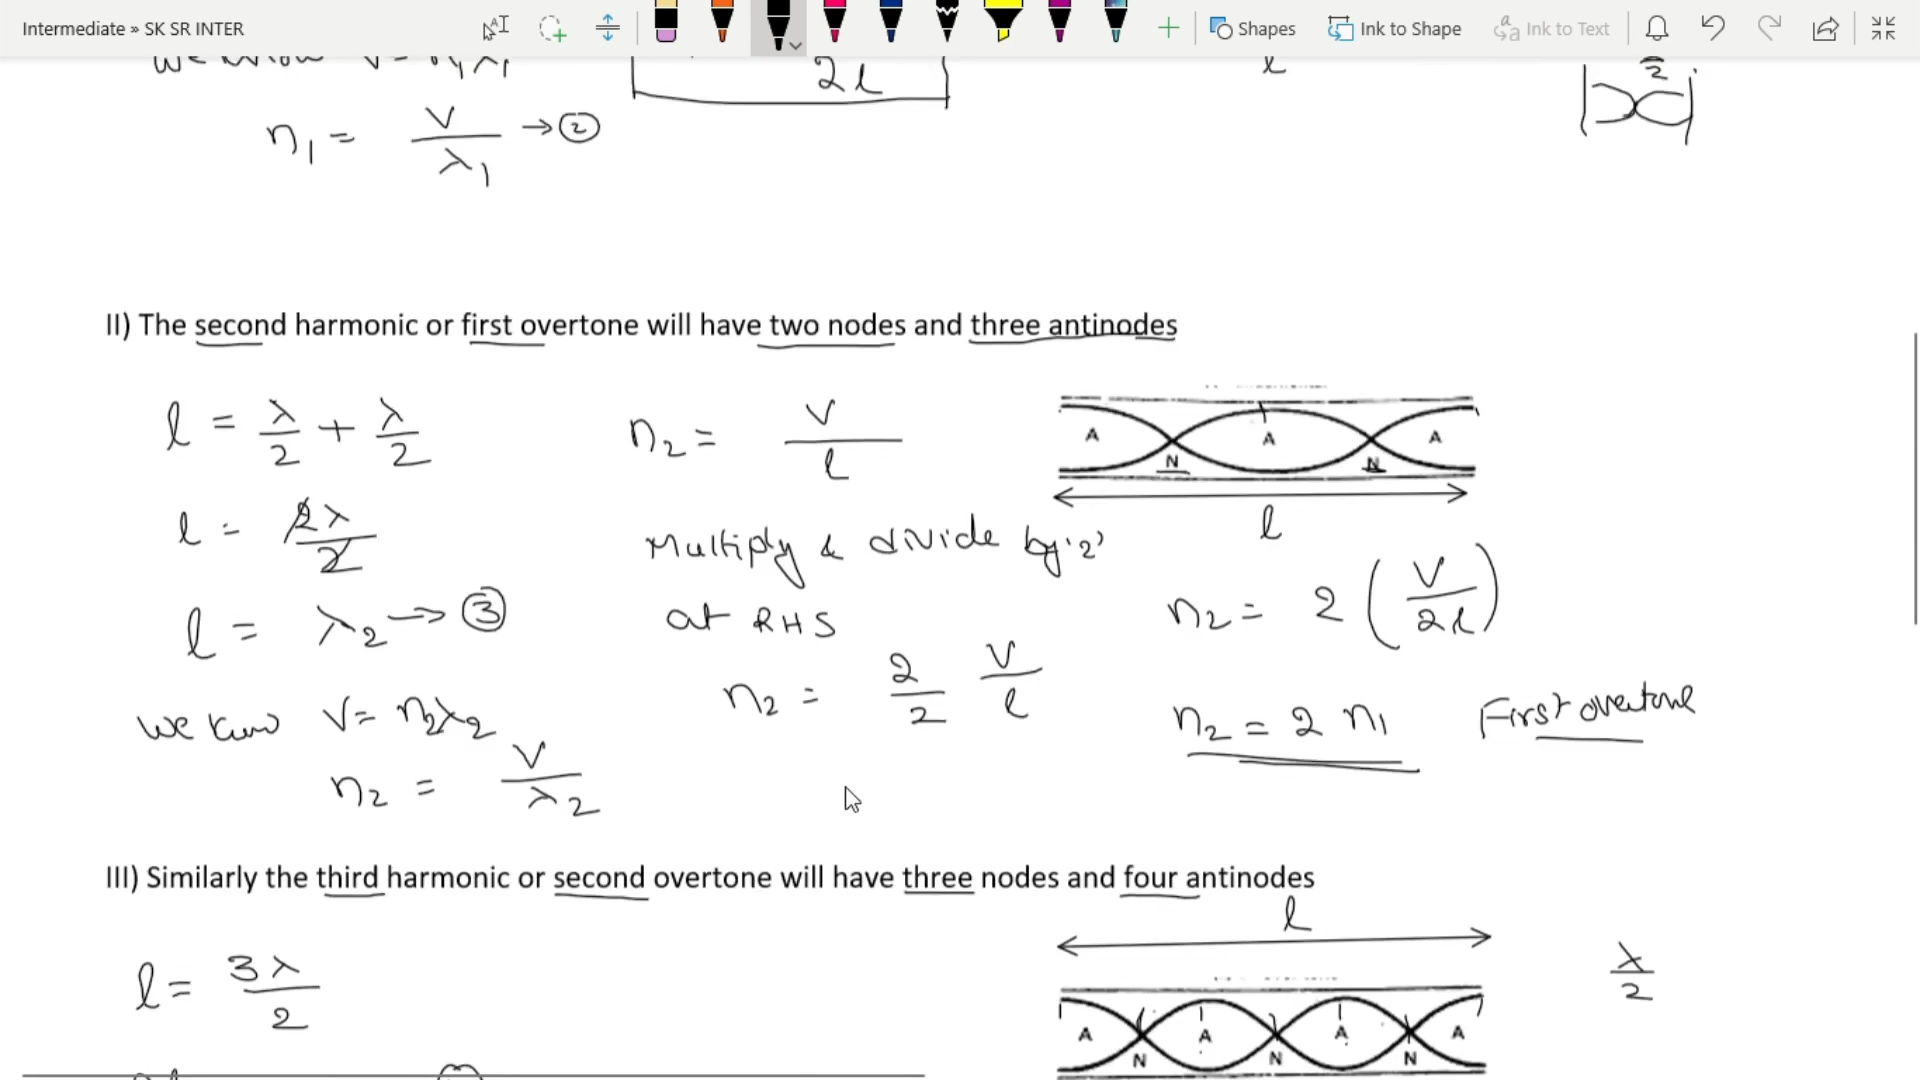 Intermediate » SK SR INTER
Shapes
Ink to Shape
Ink to Text
2l
l
2
n1 = V/λ1 → ②
II) The second harmonic or first overtone will have two nodes and three antinodes
l = λ/2 + λ/2
n2 = V/l
A A A
N N
l
l = 2λ/2
Multiply & divide by '2'
at RHS
l = λ2 → ③
n2 = 2 (V/2l)
n2 = 2/2 V/l
We know V = n2λ2
n2 = 2 n1 First overtone
n2 = V/λ2
III) Similarly the third harmonic or second overtone will have three nodes and four antinodes
l
l = 3λ/2
λ/2
A A A A
N N N